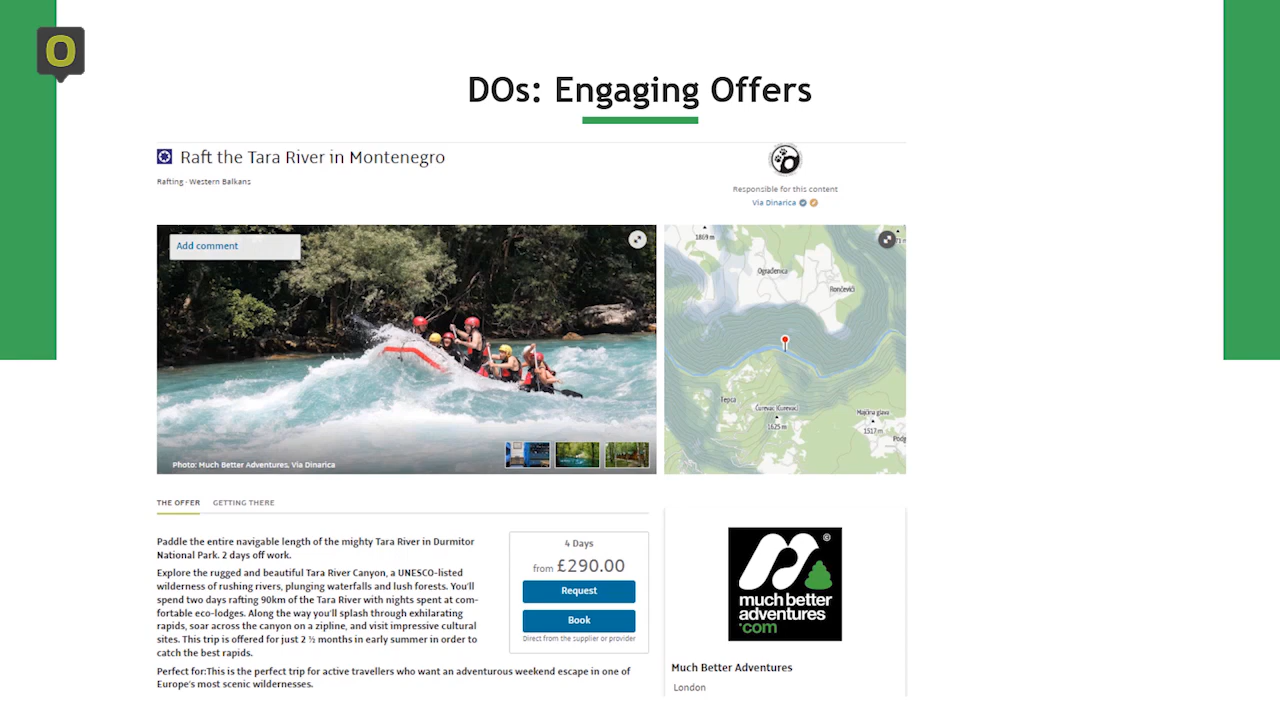 O
DOs: Engaging Offers
Raft the Tara River in Montenegro
Rafting · Western Balkans
Responsible for this content
Via Dinarica
Add comment
Photo: Much Better Adventures, Via Dinarica
1869 m
Ograđenica
Rončevići
Tepca
Ćurevac (Curevac)
1625 m
Majčina glava
1517 m
Podg
THE OFFER
GETTING THERE
Paddle the entire navigable length of the mighty Tara River in Durmitor
National Park. 2 days off work.
Explore the rugged and beautiful Tara River Canyon, a UNESCO-listed
wilderness of rushing rivers, plunging waterfalls and lush forests. You'll
spend two days rafting 90km of the Tara River with nights spent at com-
fortable eco-lodges. Along the way you'll splash through exhilarating
rapids, soar across the canyon on a zipline, and visit impressive cultural
sites. This trip is offered for just 2 ½ months in early summer in order to
catch the best rapids.
Perfect for:This is the perfect trip for active travellers who want an adventurous weekend escape in one of
Europe's most scenic wildernesses.
4 Days
from £290.00
Request
Book
Direct from the supplier or provider
©
much better
adventures
.com
Much Better Adventures
London